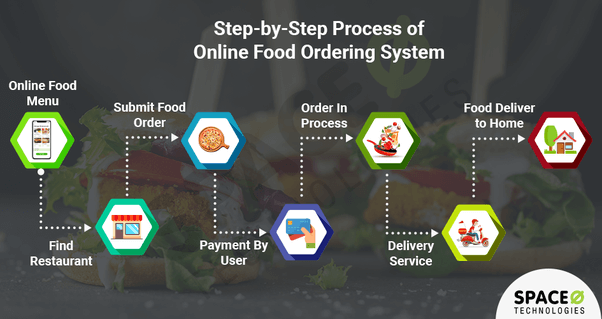 Step-by-Step Process of
Online Food Ordering System
Online Food
Menu
Find
Restaurant
Submit Food
Order
Payment By
User
Order In
Process
Delivery
Service
Food Deliver
to Home
SPACE
TECHNOLOGIES